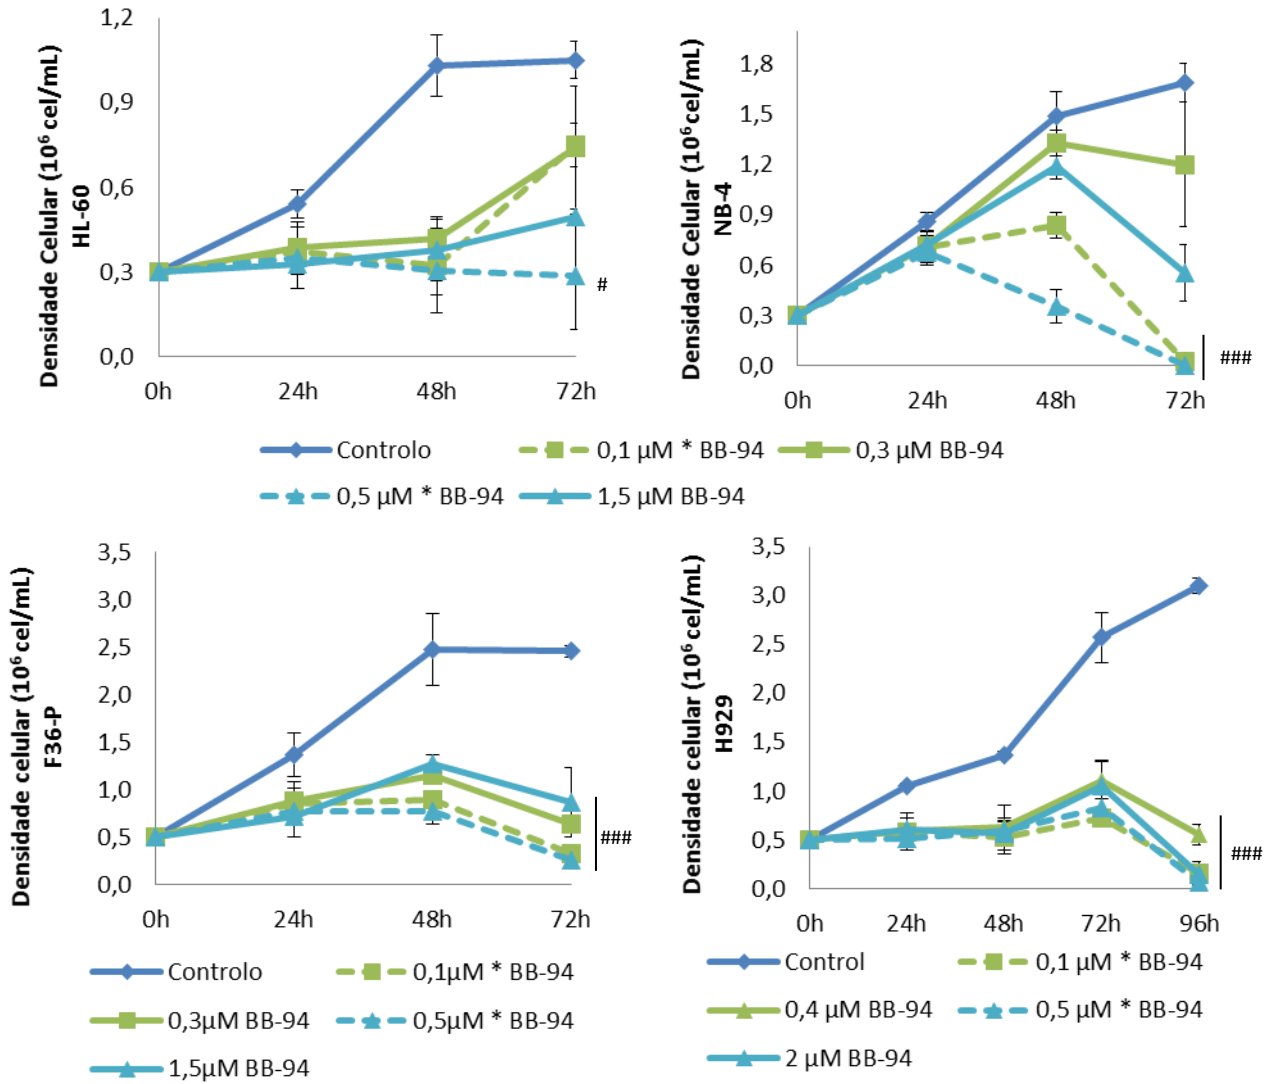 Densidade Celular (10⁶ cel/mL)
HL-60
1,2
0,9
0,6
0,3
0,0
0h 24h 48h 72h
#
Densidade Celular (10⁶ cel/mL)
NB-4
1,8
1,5
1,2
0,9
0,6
0,3
0,0
0h 24h 48h 72h
###
Controlo 0,1 µM * BB-94 0,3 µM BB-94
0,5 µM * BB-94 1,5 µM BB-94
Densidade celular (10⁶ cel/mL)
F36-P
3,5
3,0
2,5
2,0
1,5
1,0
0,5
0,0
0h 24h 48h 72h
###
Controlo 0,1µM * BB-94
0,3µM BB-94 0,5µM * BB-94
1,5µM BB-94
Densidade celular (10⁶ cel/mL)
H929
3,5
3,0
2,5
2,0
1,5
1,0
0,5
0,0
0h 24h 48h 72h 96h
###
Control 0,1 µM * BB-94
0,4 µM BB-94 0,5 µM * BB-94
2 µM BB-94